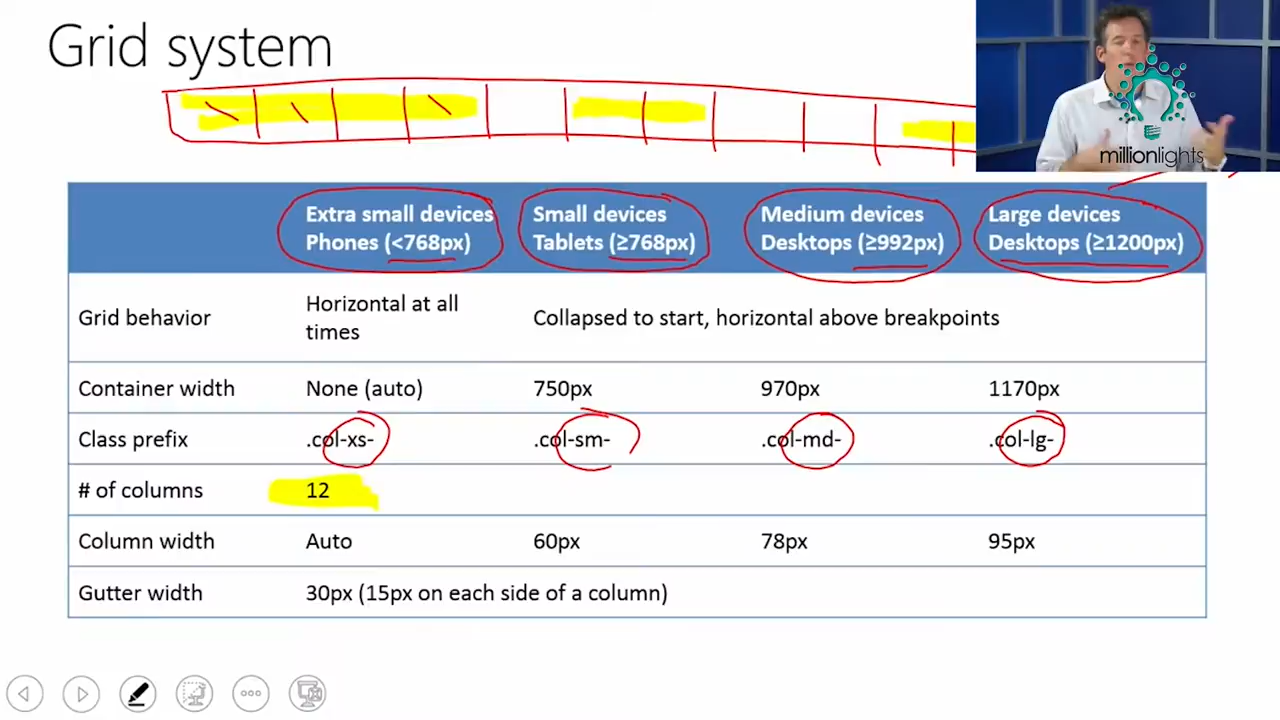 Grid system
millionlights
Extra small devices
Phones (<768px)
Small devices
Tablets (≥768px)
Medium devices
Desktops (≥992px)
Large devices
Desktops (≥1200px)
Grid behavior
Horizontal at all
times
Collapsed to start, horizontal above breakpoints
Container width
None (auto)
750px
970px
1170px
Class prefix
.col-xs-
.col-sm-
.col-md-
.col-lg-
# of columns
12
Column width
Auto
60px
78px
95px
Gutter width
30px (15px on each side of a column)